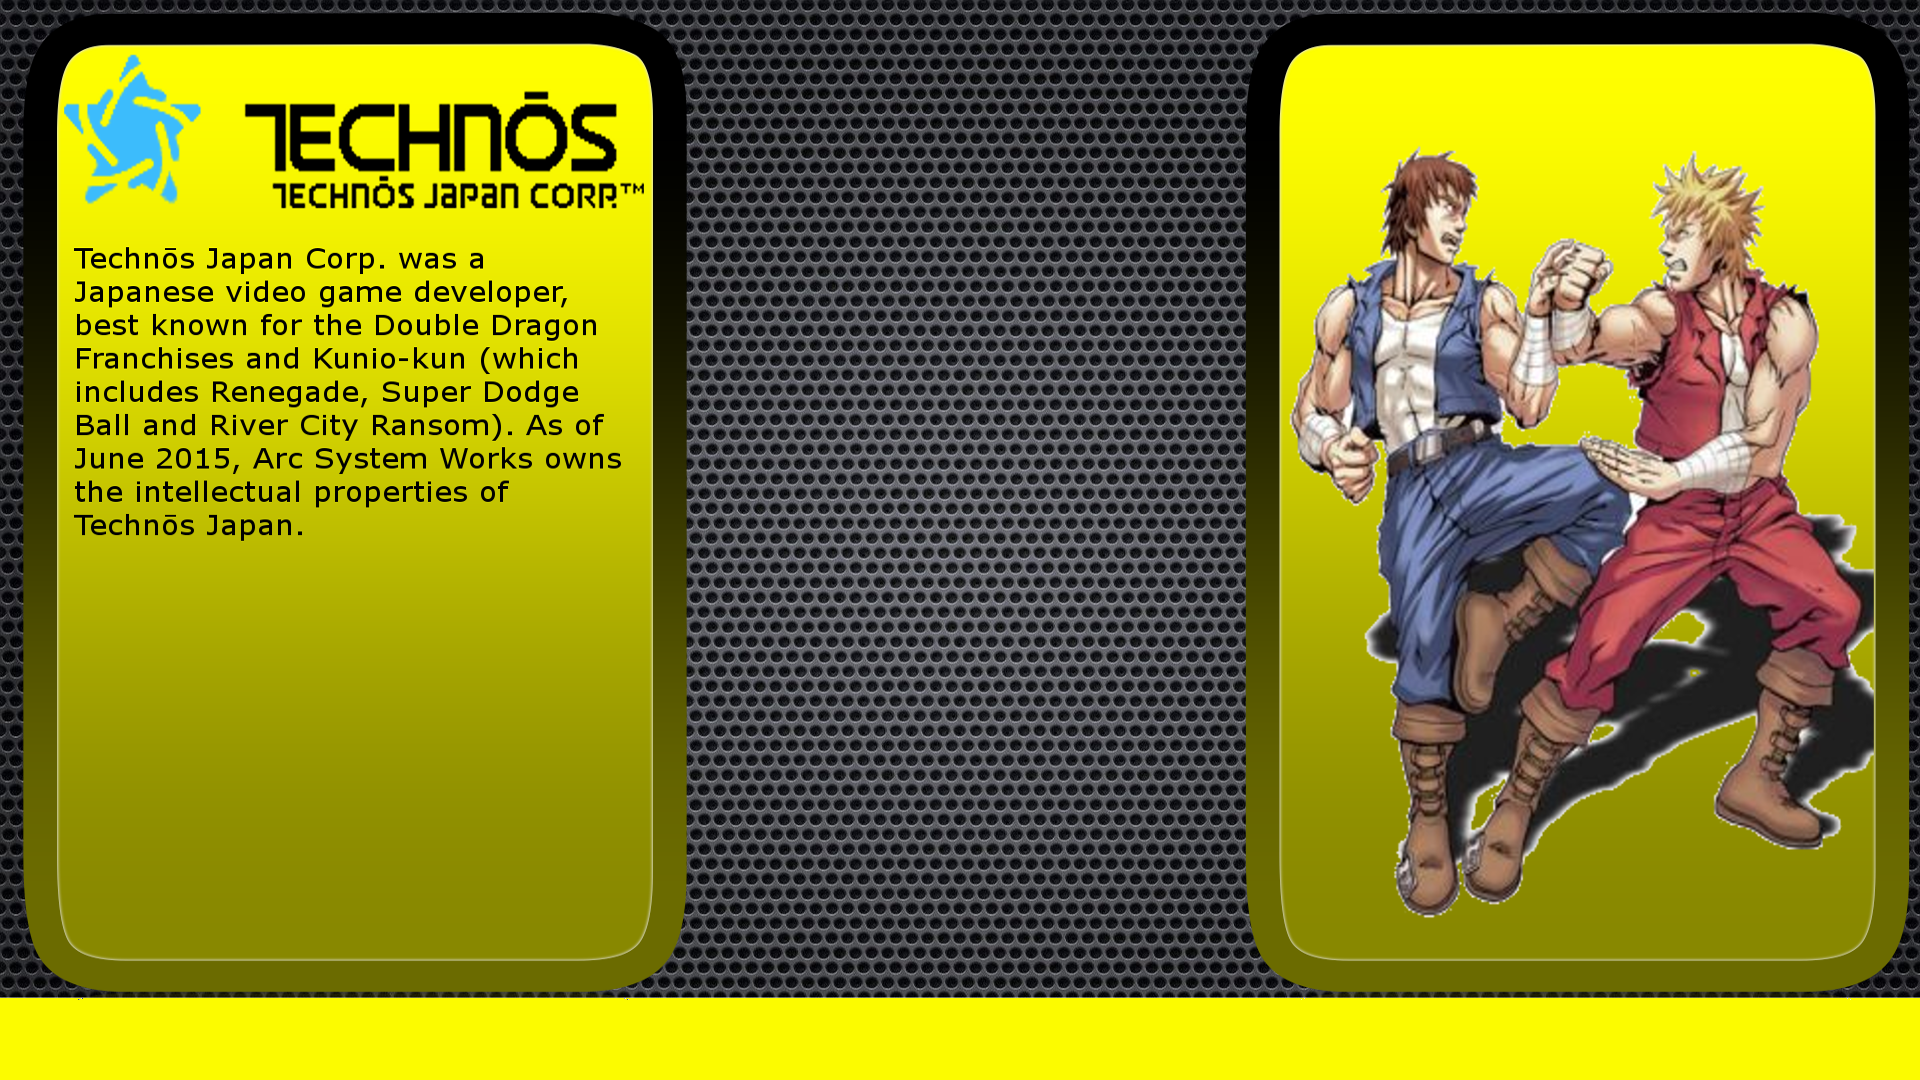 TECHNŌS
TECHNŌS JAPAN CORP.™
Technōs Japan Corp. was a
Japanese video game developer,
best known for the Double Dragon
Franchises and Kunio-kun (which
includes Renegade, Super Dodge
Ball and River City Ransom). As of
June 2015, Arc System Works owns
the intellectual properties of
Technōs Japan.